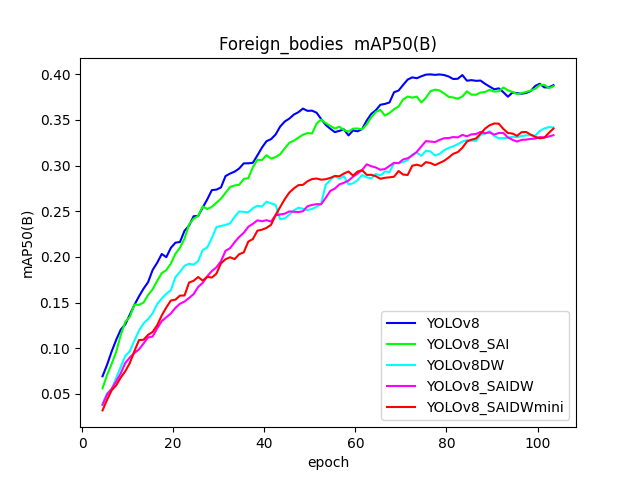 Foreign_bodies  mAP50(B)
mAP50(B)
0.40
0.35
0.30
0.25
0.20
0.15
0.10
0.05
0
20
40
60
80
100
epoch
YOLOv8
YOLOv8_SAI
YOLOv8DW
YOLOv8_SAIDW
YOLOv8_SAIDWmini